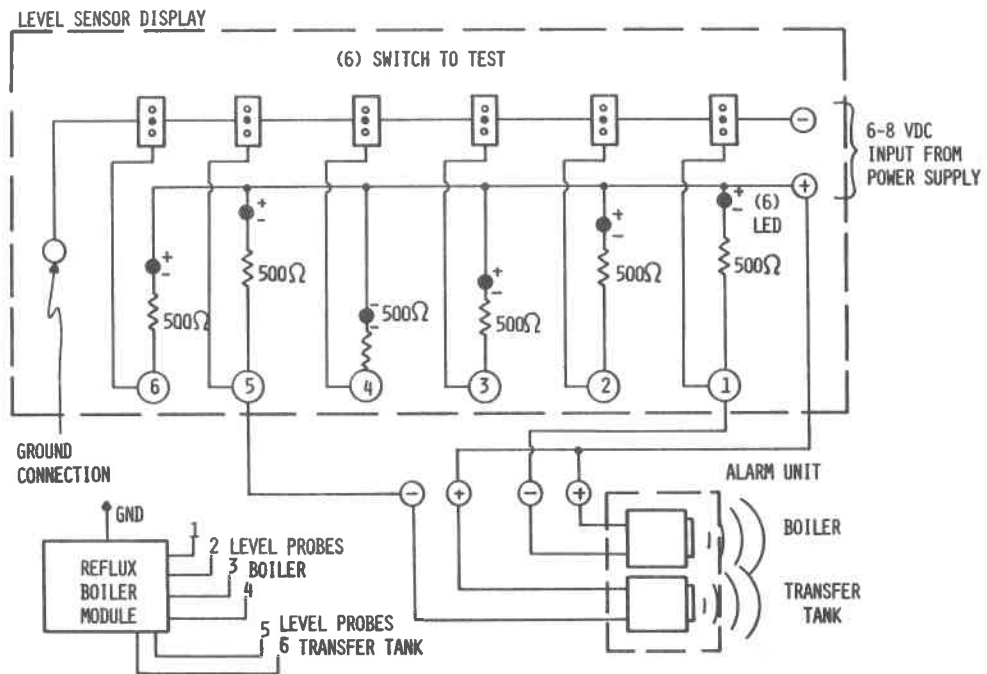 LEVEL SENSOR DISPLAY
(6) SWITCH TO TEST
−
6-8 VDC
INPUT FROM
POWER SUPPLY
+
+
−
(6)
LED
+
−
500Ω
+
−
500Ω
−
−
500Ω
+
−
500Ω
+
−
500Ω
500Ω
6
5
4
3
2
1
GROUND
CONNECTION
− + − +
ALARM UNIT
BOILER
TRANSFER
TANK
GND
REFLUX
BOILER
MODULE
1
2 LEVEL PROBES
3 BOILER
4
5 LEVEL PROBES
6 TRANSFER TANK